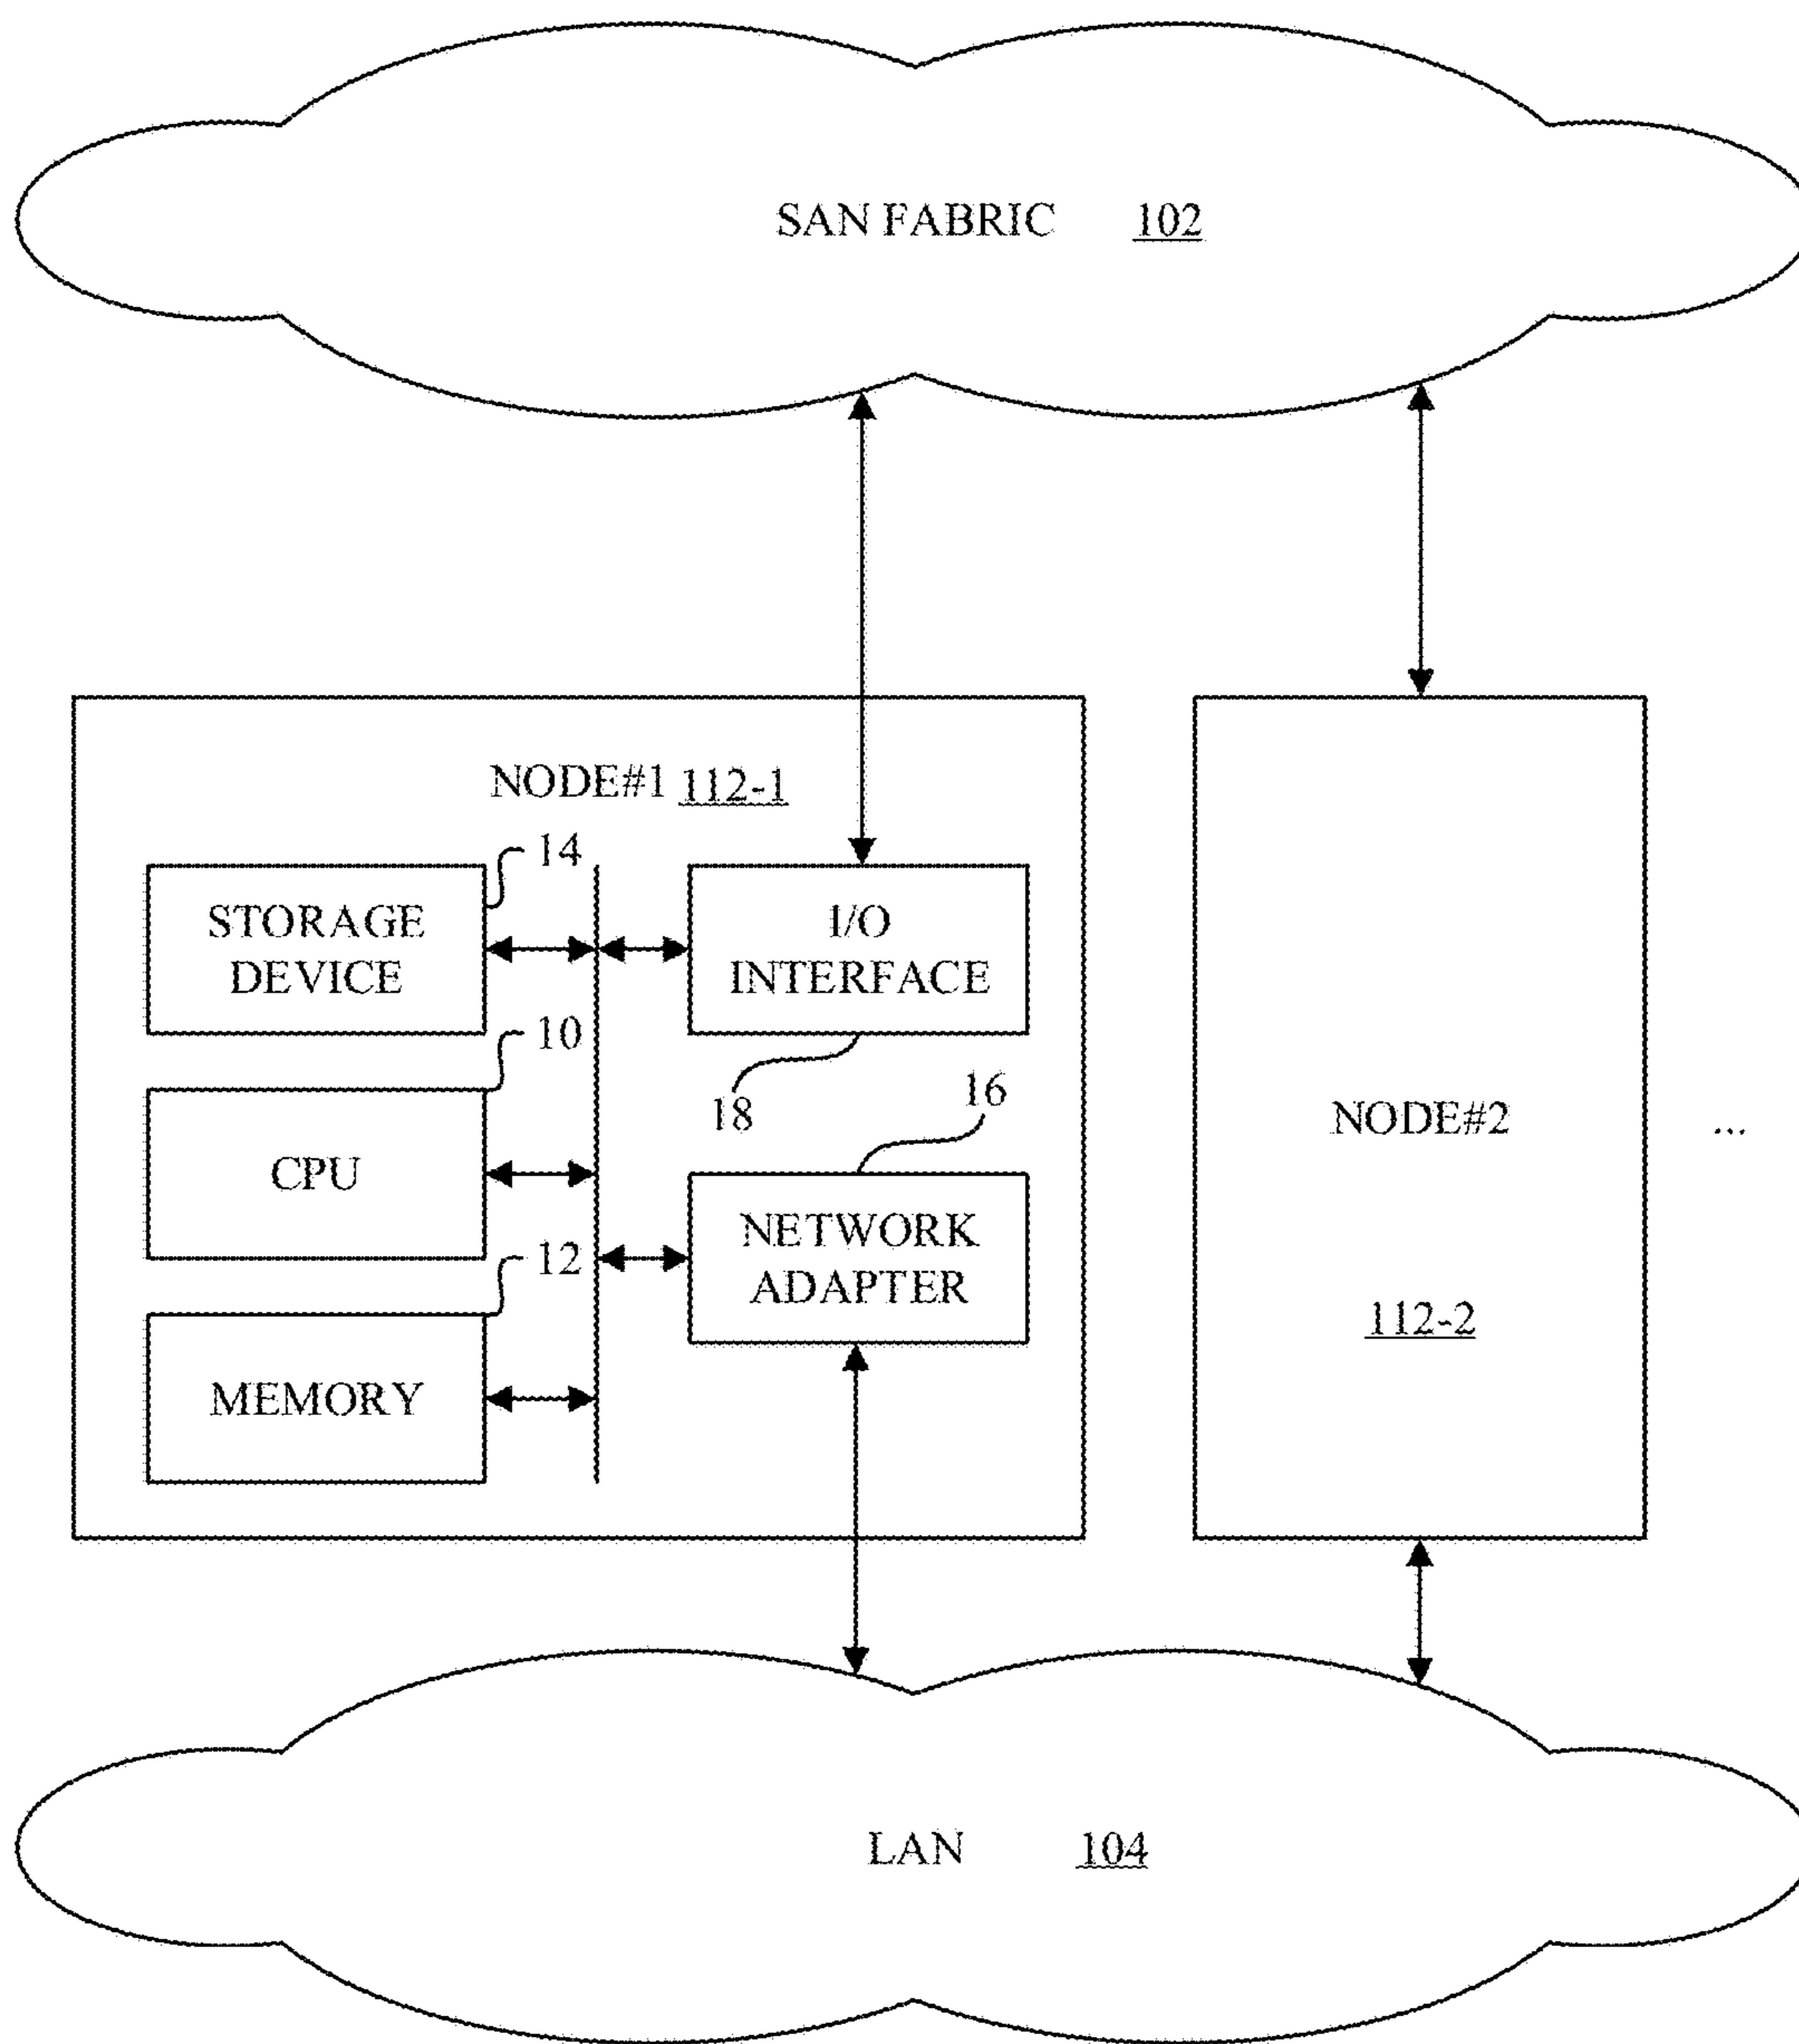 SAN FABRIC 102
NODE#1 112-1
14
STORAGE
DEVICE
I/O
INTERFACE
10
18
16
CPU
NODE#2
...
12
NETWORK
ADAPTER
112-2
MEMORY
LAN 104